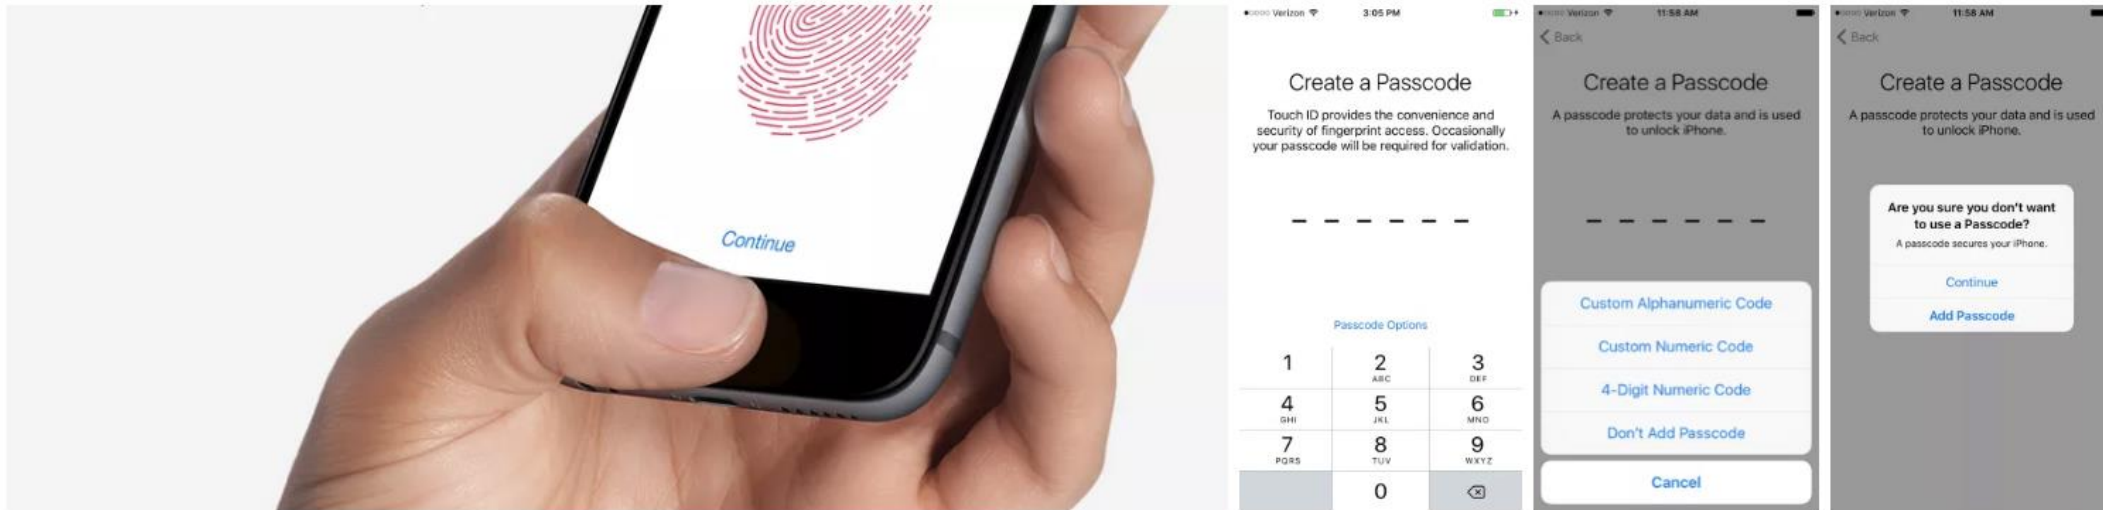 Continue
Verizon 3:05 PM
Create a Passcode
Touch ID provides the convenience and
security of fingerprint access. Occasionally
your passcode will be required for validation.
Passcode Options
1 2 3
ABC DEF
4 5 6
GHI JKL MNO
7 8 9
PQRS TUV WXYZ
0
Verizon 11:58 AM
Back
Create a Passcode
A passcode protects your data and is used
to unlock iPhone.
Custom Alphanumeric Code
Custom Numeric Code
4-Digit Numeric Code
Don't Add Passcode
Cancel
Verizon 11:58 AM
Back
Create a Passcode
A passcode protects your data and is used
to unlock iPhone.
Are you sure you don't want
to use a Passcode?
A passcode secures your iPhone.
Continue
Add Passcode